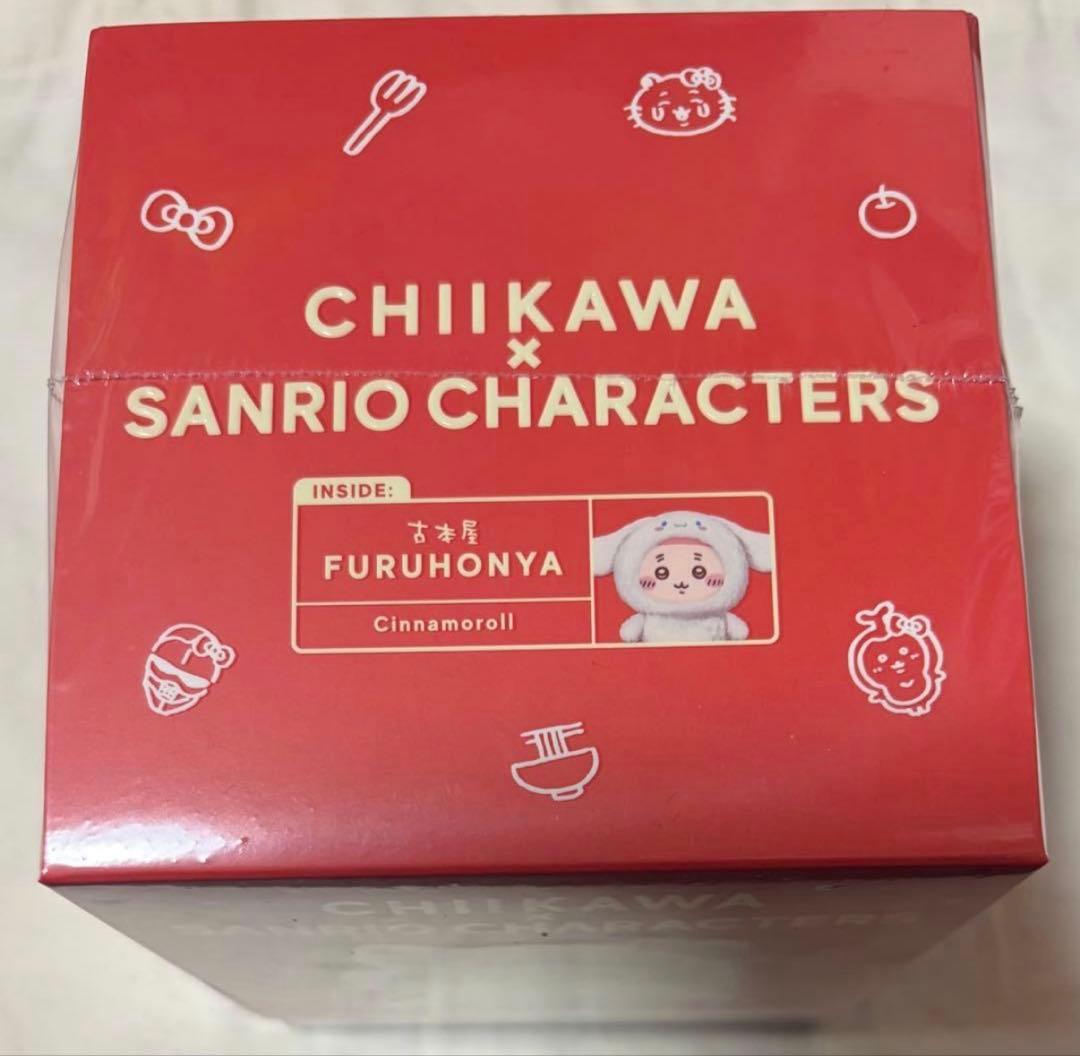 CHIIKAWA
×
SANRIO CHARACTERS
INSIDE:
古本屋
FURUHONYA
Cinnamoroll
CHIIKAWA
×
SANRIO CHARACTERS